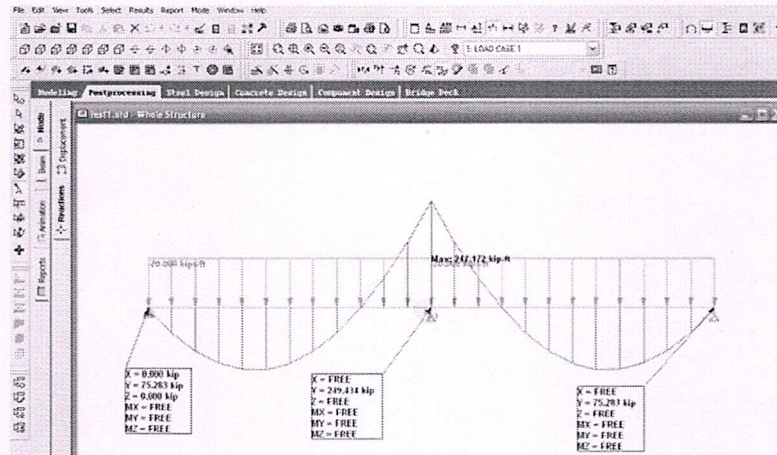 File Edit View Tools Select Results Report Mode Window Help
1: LOAD CASE 1
Modeling Postprocessing Steel Design Concrete Design Component Design Bridge Deck
test1.std - Whole Structure
Node
Beam
Animation
Reports
Displacement
Reactions
Max: 247.172 kip-ft
-20.000 kip/ft
X = 0.000 kip
Y = 75.283 kip
Z = 0.000 kip
MX = FREE
MY = FREE
MZ = FREE
X = FREE
Y = 249.434 kip
Z = FREE
MX = FREE
MY = FREE
MZ = FREE
X = FREE
Y = 75.283 kip
Z = FREE
MX = FREE
MY = FREE
MZ = FREE